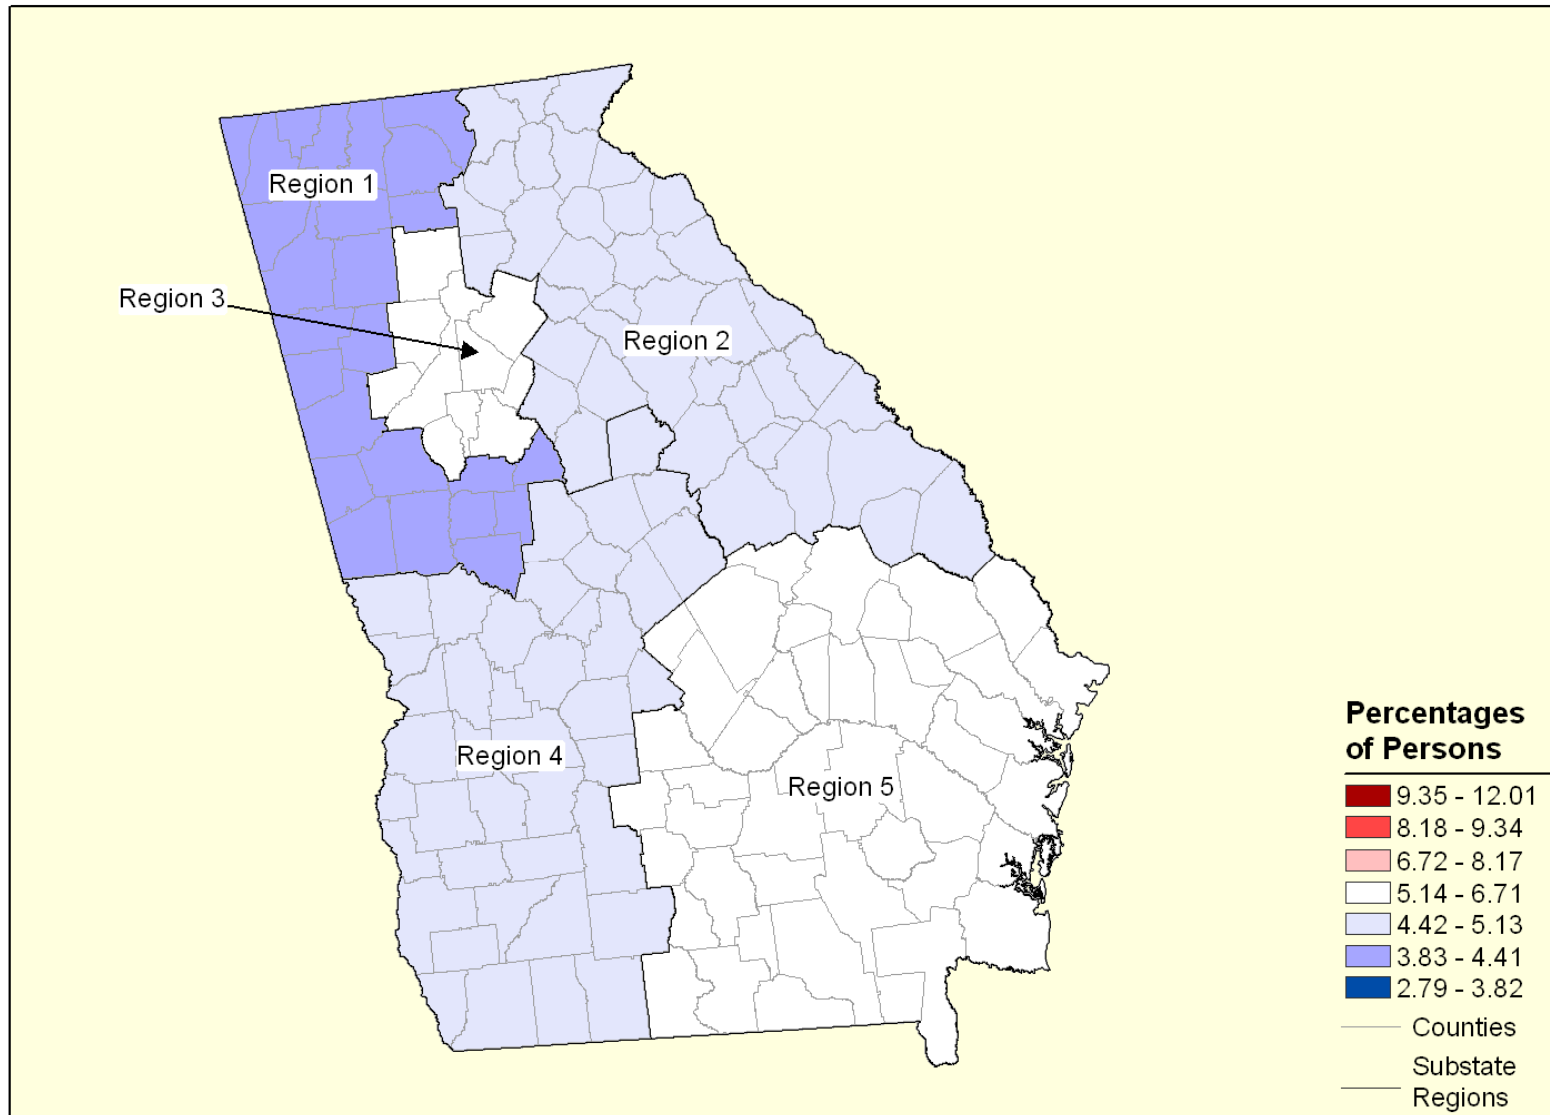 Region 1
Region 3
Region 2
Region 4
Region 5
Percentages
of Persons
9.35 - 12.01
8.18 - 9.34
6.72 - 8.17
5.14 - 6.71
4.42 - 5.13
3.83 - 4.41
2.79 - 3.82
Counties
Substate
Regions